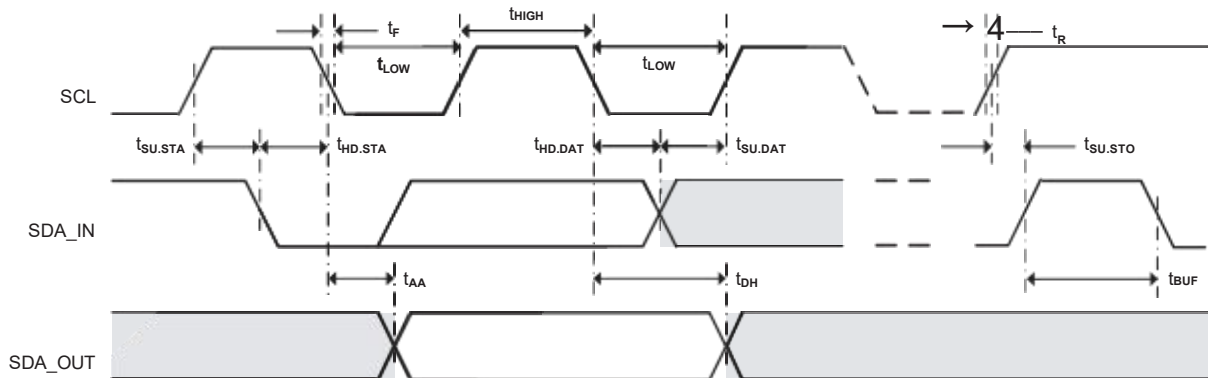 tHIGH
tF
→ 4— tR
tLOW
tLOW
SCL
tSU.STA
tHD.STA
tHD.DAT
tSU.DAT
tSU.STO
SDA_IN
tAA
tDH
tBUF
SDA_OUT